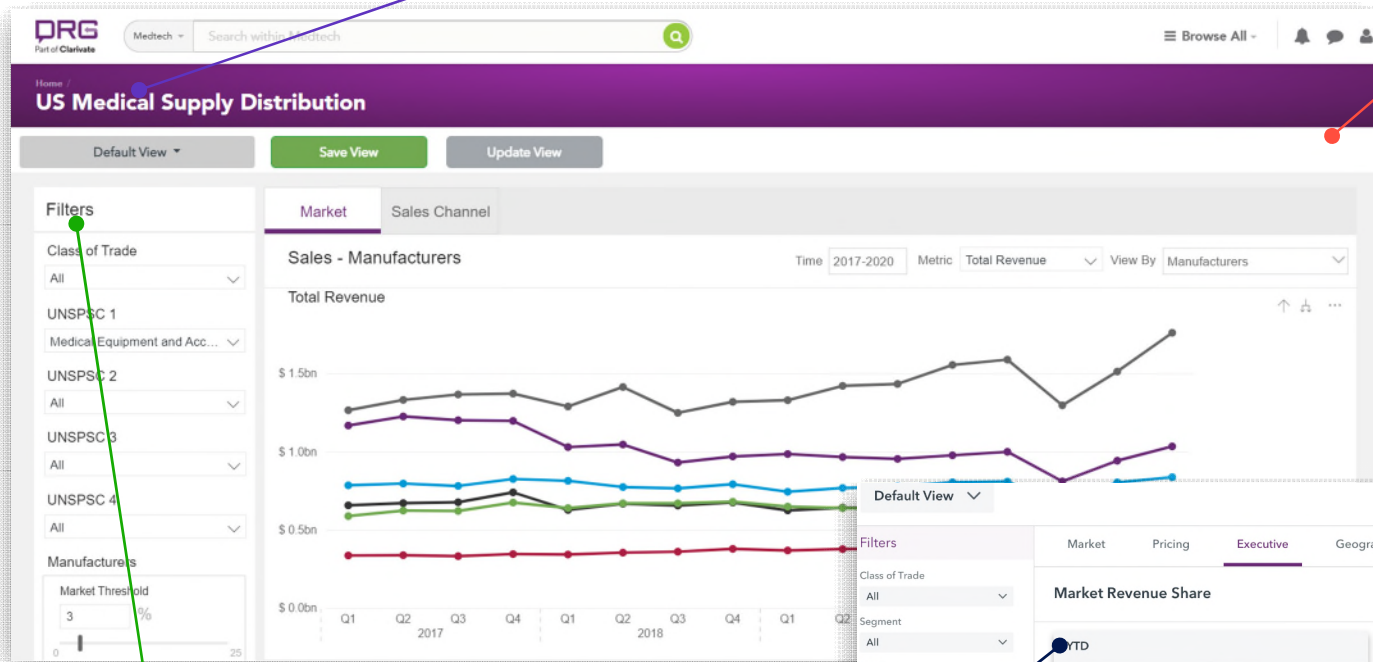 DRG
Part of Clarivate
Medtech
Search within Medtech
Browse All
Home /
US Medical Supply Distribution
Default View
Save View
Update View
Filters
Class of Trade
All
UNSPSC 1
Medical Equipment and Acc...
UNSPSC 2
All
UNSPSC 3
All
UNSPSC 4
All
Manufacturers
Market Threshold
3 %
0 25
Market
Sales Channel
Sales - Manufacturers
Time 2017-2020 Metric Total Revenue View By Manufacturers
Total Revenue
$ 1.5bn
$ 1.0bn
$ 0.5bn
$ 0.0bn
Q1 Q2 Q3 Q4 Q1 Q2 Q3 Q4 Q1 Q2
2017 2018
Default View
Filters
Class of Trade
All
Segment
All
Market Pricing Executive Geogra
Market Revenue Share
YTD